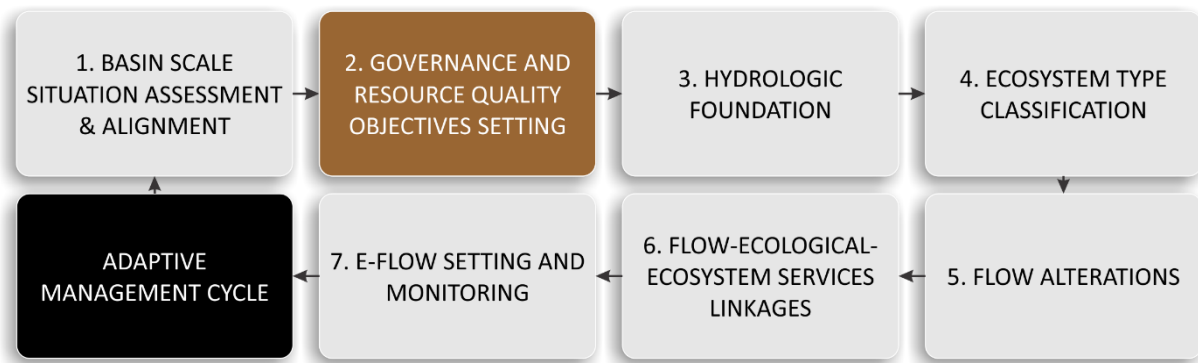 1. BASIN SCALE
SITUATION ASSESSMENT
& ALIGNMENT
2. GOVERNANCE AND
RESOURCE QUALITY
OBJECTIVES SETTING
3. HYDROLOGIC
FOUNDATION
4. ECOSYSTEM TYPE
CLASSIFICATION
5. FLOW ALTERATIONS
6. FLOW-ECOLOGICAL-
ECOSYSTEM SERVICES
LINKAGES
7. E-FLOW SETTING AND
MONITORING
ADAPTIVE
MANAGEMENT CYCLE